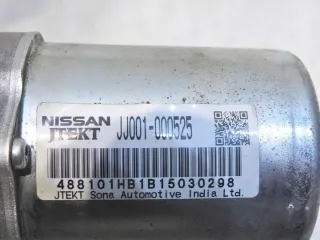 NISSAN
JTEKT JJ001-000525
488101HB1B15030298
JTEKT Sona Automotive India Ltd.